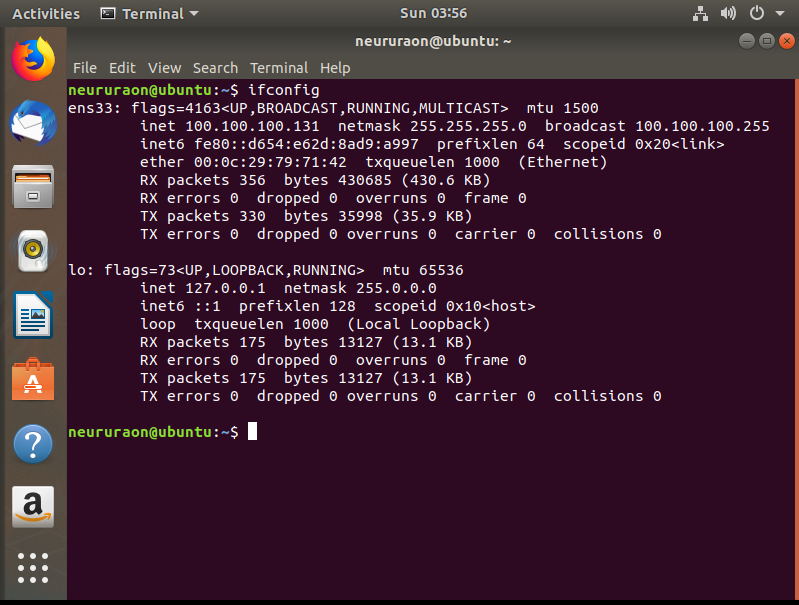 Activities Terminal Sun 03:56
neururaon@ubuntu: ~
File Edit View Search Terminal Help
neururaon@ubuntu:~$ ifconfig
ens33: flags=4163<UP,BROADCAST,RUNNING,MULTICAST>  mtu 1500
        inet 100.100.100.131  netmask 255.255.255.0  broadcast 100.100.100.255
        inet6 fe80::d654:e62d:8ad9:a997  prefixlen 64  scopeid 0x20<link>
        ether 00:0c:29:79:71:42  txqueuelen 1000  (Ethernet)
        RX packets 356  bytes 430685 (430.6 KB)
        RX errors 0  dropped 0  overruns 0  frame 0
        TX packets 330  bytes 35998 (35.9 KB)
        TX errors 0  dropped 0 overruns 0  carrier 0  collisions 0
lo: flags=73<UP,LOOPBACK,RUNNING>  mtu 65536
        inet 127.0.0.1  netmask 255.0.0.0
        inet6 ::1  prefixlen 128  scopeid 0x10<host>
        loop  txqueuelen 1000  (Local Loopback)
        RX packets 175  bytes 13127 (13.1 KB)
        RX errors 0  dropped 0  overruns 0  frame 0
        TX packets 175  bytes 13127 (13.1 KB)
        TX errors 0  dropped 0 overruns 0  carrier 0  collisions 0
neururaon@ubuntu:~$